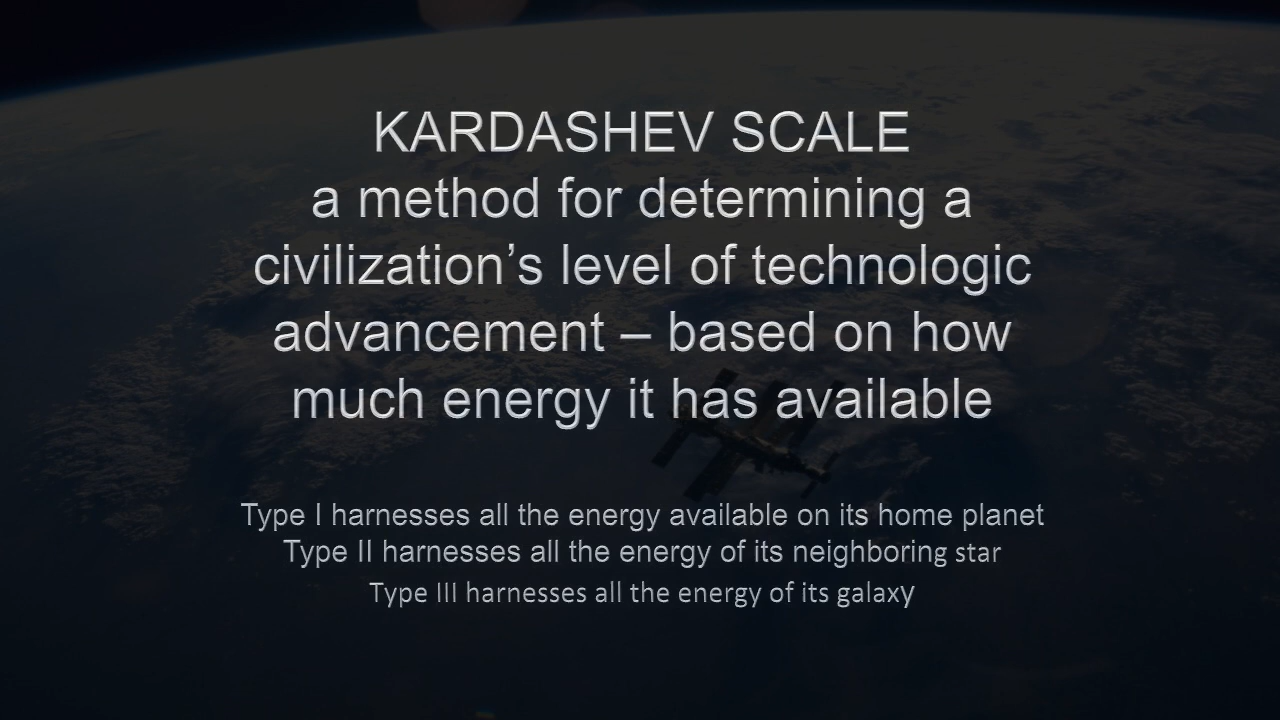 KARDASHEV SCALE
a method for determining a
civilization’s level of technologic
advancement – based on how
much energy it has available
Type I harnesses all the energy available on its home planet
Type II harnesses all the energy of its neighboring star
Type III harnesses all the energy of its galaxy